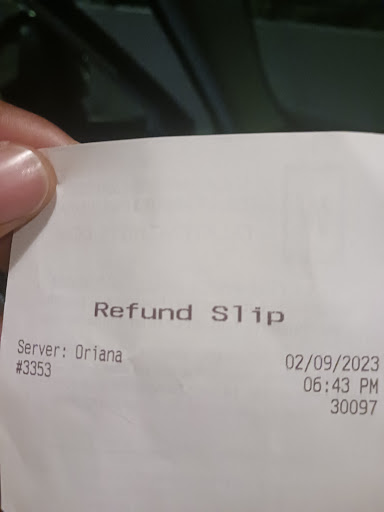 Refund Slip
Server: Oriana
02/09/2023
#3353
06:43 PM
30097